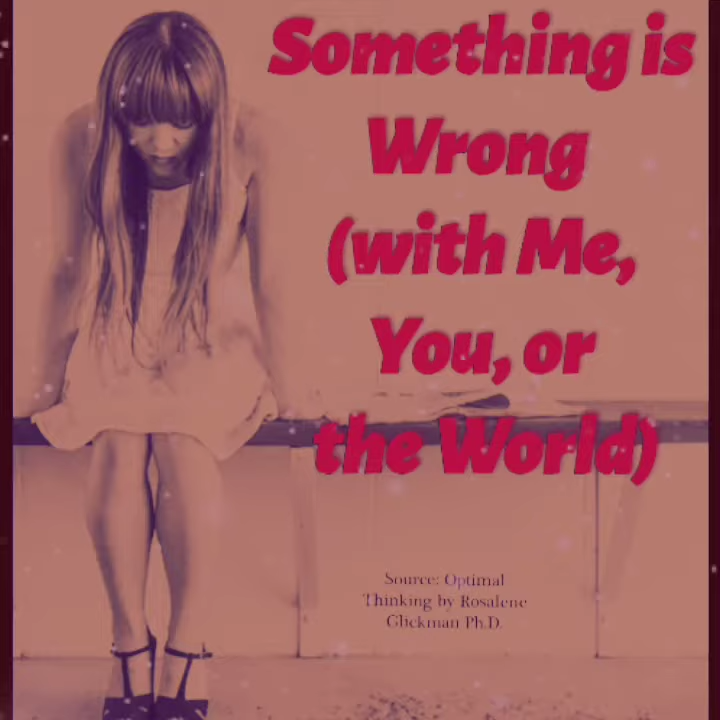 Something is
Wrong
(with Me,
You, or
the World)
Source: Optimal
Thinking by Rosalene
Glickman Ph.D.